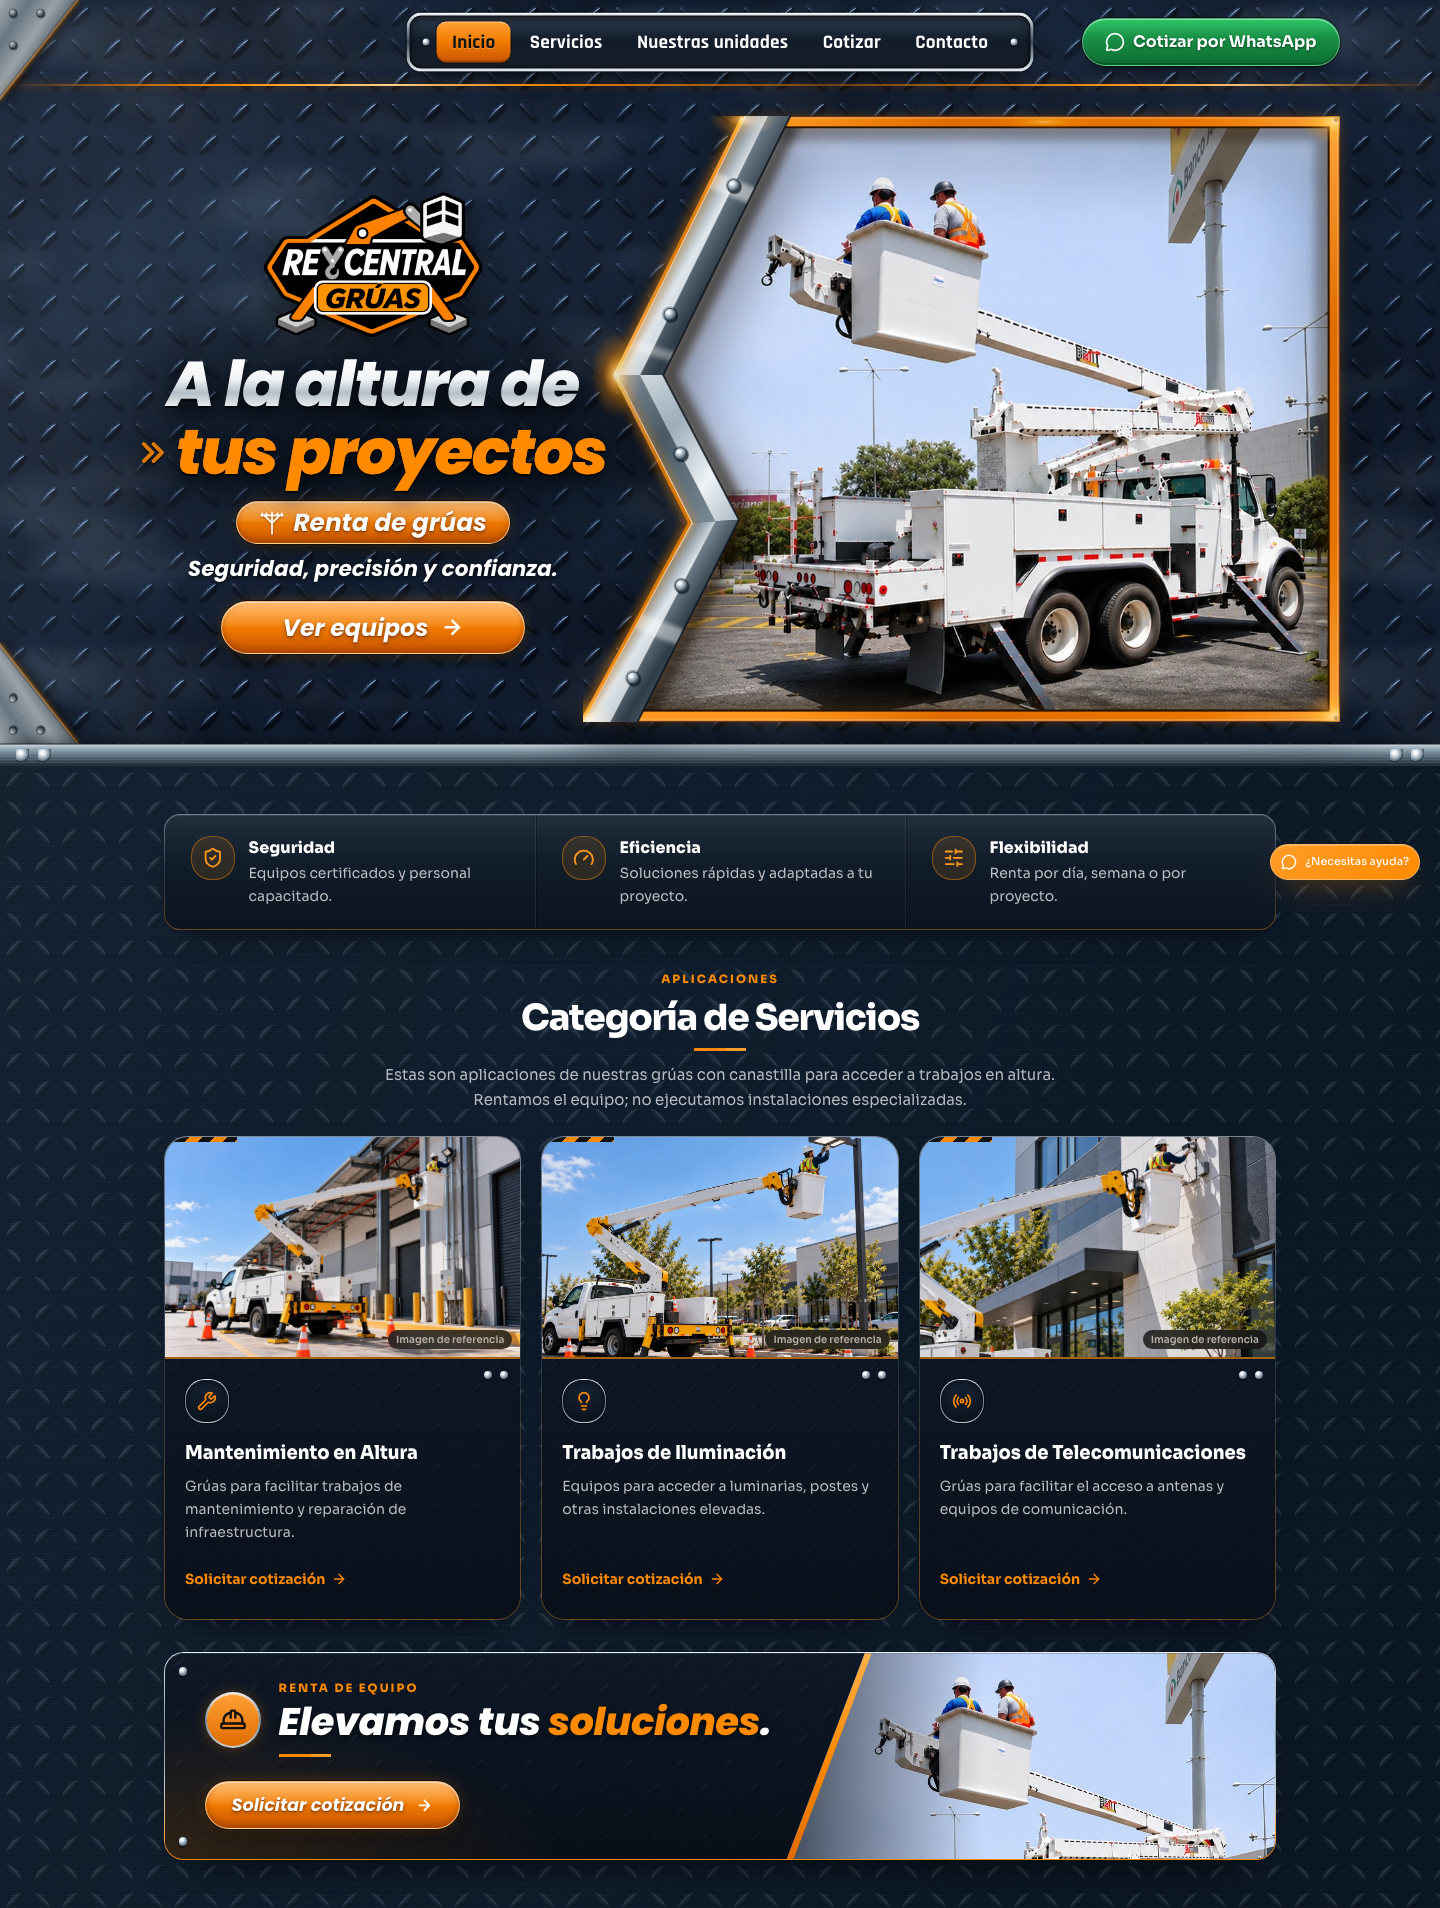 Inicio
Servicios
Nuestras unidades
Cotizar
Contacto
Cotizar por WhatsApp
REYCENTRAL
GRÚAS
A la altura de
» tus proyectos
Renta de grúas
Seguridad, precisión y confianza.
Ver equipos →
Seguridad
Equipos certificados y personal
capacitado.
Eficiencia
Soluciones rápidas y adaptadas a tu
proyecto.
Flexibilidad
Renta por día, semana o por
proyecto.
¿Necesitas ayuda?
APLICACIONES
Categoría de Servicios
Estas son aplicaciones de nuestras grúas con canastilla para acceder a trabajos en altura.
Rentamos el equipo; no ejecutamos instalaciones especializadas.
Imagen de referencia
Imagen de referencia
Imagen de referencia
Mantenimiento en Altura
Grúas para facilitar trabajos de
mantenimiento y reparación de
infraestructura.
Solicitar cotización →
Trabajos de Iluminación
Equipos para acceder a luminarias, postes y
otras instalaciones elevadas.
Solicitar cotización →
Trabajos de Telecomunicaciones
Grúas para facilitar el acceso a antenas y
equipos de comunicación.
Solicitar cotización →
RENTA DE EQUIPO
Elevamos tus soluciones.
Solicitar cotización →